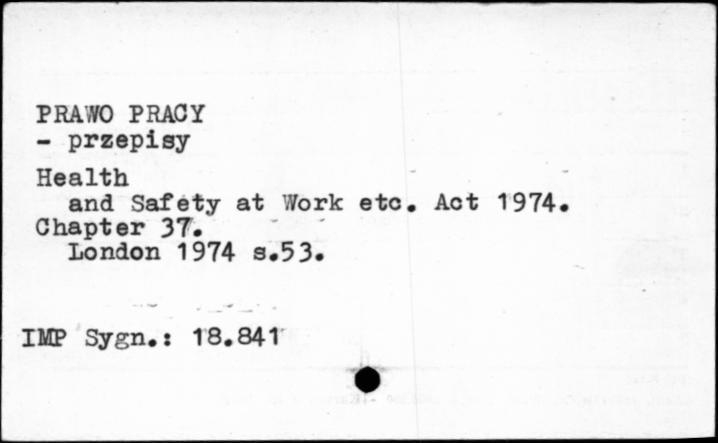 PRAWO PRACY
- przepisy
Health
and Safety at Work etc. Act 1974.
Chapter 37.
London 1974 s.53.
IMP Sygn.: 18.841